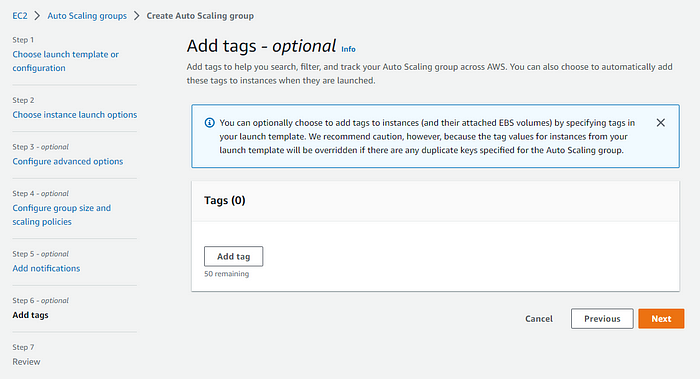 EC2 > Auto Scaling groups > Create Auto Scaling group
Step 1
Choose launch template or
configuration
Step 2
Choose instance launch options
Step 3 - optional
Configure advanced options
Step 4 - optional
Configure group size and
scaling policies
Step 5 - optional
Add notifications
Step 6 - optional
Add tags
Step 7
Review
Add tags - optional Info
Add tags to help you search, filter, and track your Auto Scaling group across AWS. You can also choose to automatically add
these tags to instances when they are launched.
You can optionally choose to add tags to instances (and their attached EBS volumes) by specifying tags in
your launch template. We recommend caution, however, because the tag values for instances from your
launch template will be overridden if there are any duplicate keys specified for the Auto Scaling group.
Tags (0)
Add tag
50 remaining
Cancel Previous Next